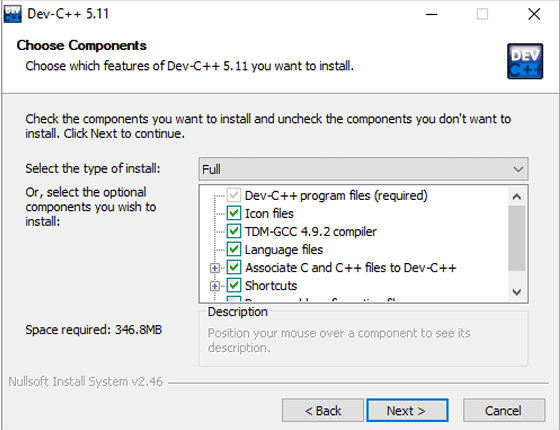 Dev-C++ 5.11
Choose Components
Choose which features of Dev-C++ 5.11 you want to install.
DEV
C++
Check the components you want to install and uncheck the components you don't want to
install. Click Next to continue.
Select the type of install:
Full
Or, select the optional
components you wish to
install:
Dev-C++ program files (required)
Icon files
TDM-GCC 4.9.2 compiler
Language files
Associate C and C++ files to Dev-C++
Shortcuts
Space required: 346.8MB
Description
Position your mouse over a component to see its
description.
Nullsoft Install System v2.46
< Back
Next >
Cancel